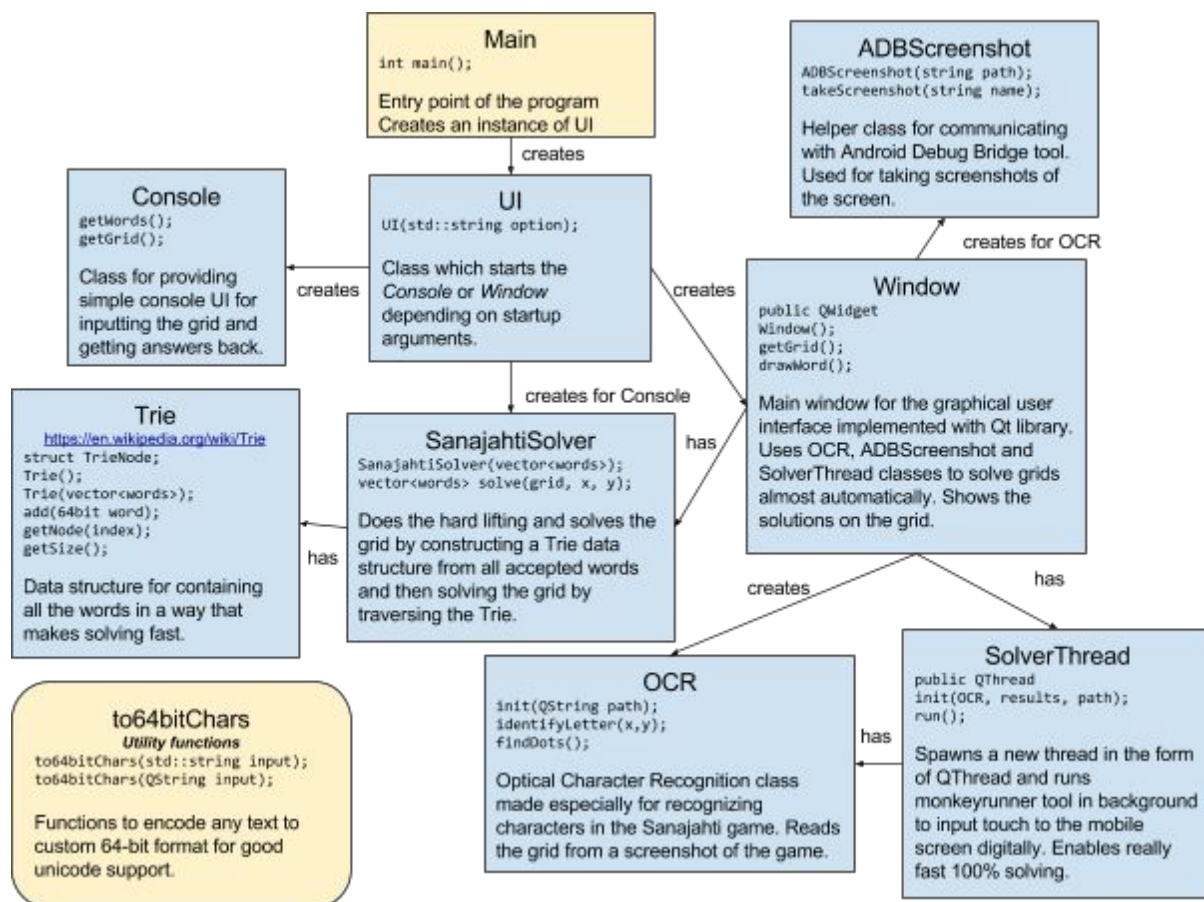 Main
int main();
Entry point of the program
Creates an instance of UI
creates
ADBScreenshot
ADBScreenshot(string path);
takeScreenshot(string name);
Helper class for communicating
with Android Debug Bridge tool.
Used for taking screenshots of
the screen.
Console
getWords();
getGrid();
Class for providing
simple console UI for
inputting the grid and
getting answers back.
creates
UI
UI(std::string option);
Class which starts the
Console or Window
depending on startup
arguments.
creates
creates for OCR
Window
public QWidget
Window();
getGrid();
drawWord();
Main window for the graphical user
interface implemented with Qt library.
Uses OCR, ADBScreenshot and
SolverThread classes to solve grids
almost automatically. Shows the
solutions on the grid.
creates for Console
has
Trie
https://en.wikipedia.org/wiki/Trie
struct TrieNode;
Trie();
Trie(vector<words>);
add(64bit word);
getNode(index);
getSize();
Data structure for containing
all the words in a way that
makes solving fast.
has
SanajahtiSolver
SanajahtiSolver(vector<words>);
vector<words> solve(grid, x, y);
Does the hard lifting and solves the
grid by constructing a Trie data
structure from all accepted words
and then solving the grid by
traversing the Trie.
creates
has
to64bitChars
Utility functions
to64bitChars(std::string input);
to64bitChars(QString input);
Functions to encode any text to
custom 64-bit format for good
unicode support.
OCR
init(QString path);
identifyLetter(x,y);
findDots();
Optical Character Recognition class
made especially for recognizing
characters in the Sanajahti game. Reads
the grid from a screenshot of the game.
has
SolverThread
public QThread
init(OCR, results, path);
run();
Spawns a new thread in the form
of QThread and runs
monkeyrunner tool in background
to input touch to the mobile
screen digitally. Enables really
fast 100% solving.